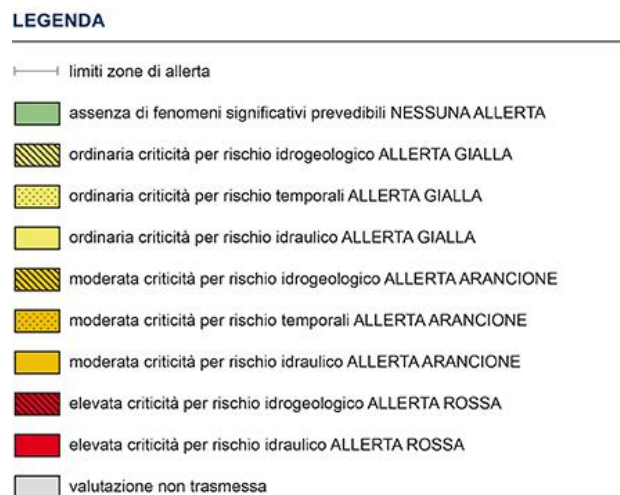 LEGENDA
limiti zone di allerta
assenza di fenomeni significativi prevedibili NESSUNA ALLERTA
ordinaria criticità per rischio idrogeologico ALLERTA GIALLA
ordinaria criticità per rischio temporali ALLERTA GIALLA
ordinaria criticità per rischio idraulico ALLERTA GIALLA
moderata criticità per rischio idrogeologico ALLERTA ARANCIONE
moderata criticità per rischio temporali ALLERTA ARANCIONE
moderata criticità per rischio idraulico ALLERTA ARANCIONE
elevata criticità per rischio idrogeologico ALLERTA ROSSA
elevata criticità per rischio idraulico ALLERTA ROSSA
valutazione non trasmessa